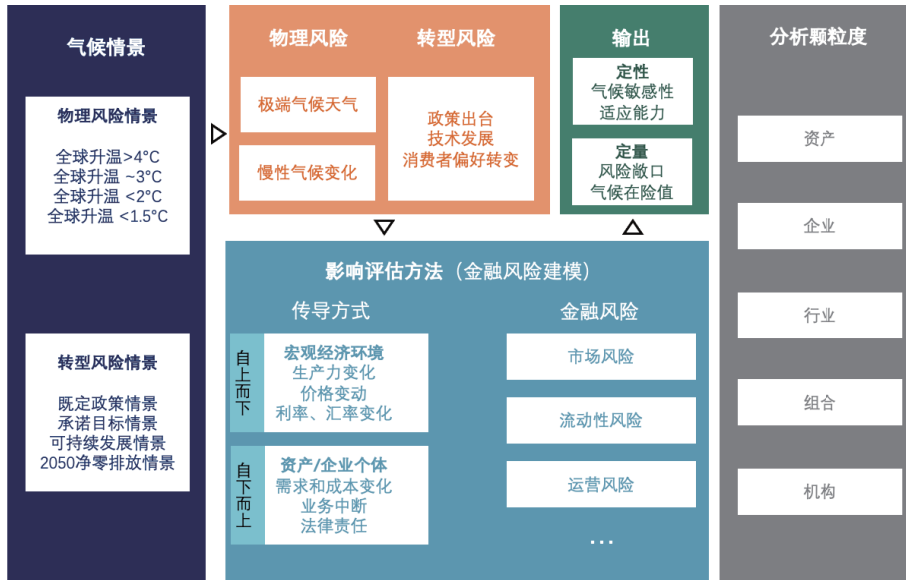 气候情景
物理风险情景
全球升温>4°C
全球升温 ~3°C
全球升温 <2°C
全球升温 <1.5°C
转型风险情景
既定政策情景
承诺目标情景
可持续发展情景
2050净零排放情景
物理风险
极端气候天气
慢性气候变化
转型风险
政策出台
技术发展
消费者偏好转变
输出
定性
气候敏感性
适应能力
定量
风险敞口
气候在险值
影响评估方法（金融风险建模）
传导方式
自上而下
宏观经济环境
生产力变化
价格变动
利率、汇率变化
自下而上
资产/企业个体
需求和成本变化
业务中断
法律责任
金融风险
市场风险
流动性风险
运营风险
...
分析颗粒度
资产
企业
行业
组合
机构